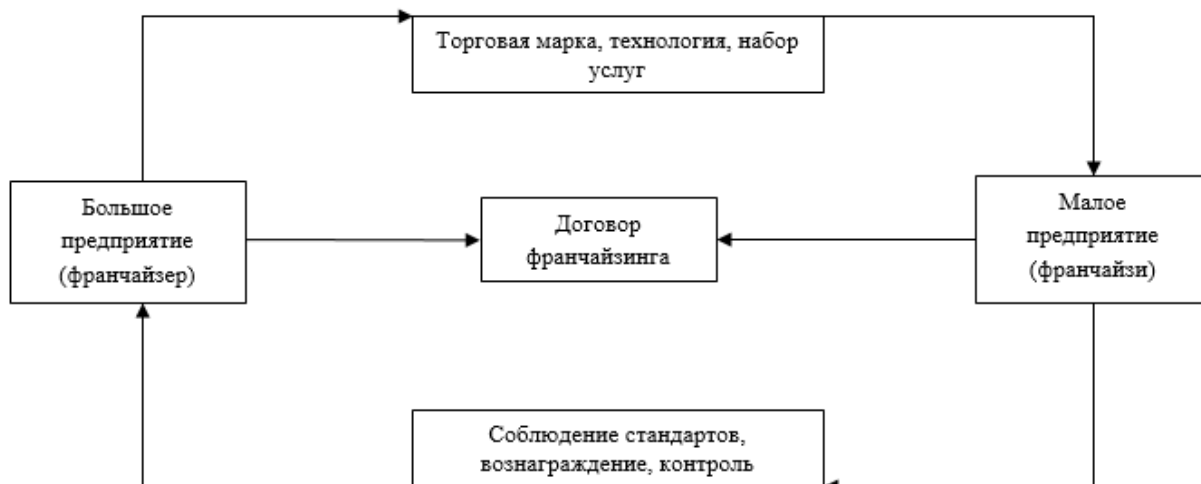 Торговая марка, технология, набор
услуг
Большое
предприятие
(франчайзер)
Договор
франчайзинга
Малое
предприятие
(франчайзи)
Соблюдение стандартов,
вознаграждение, контроль